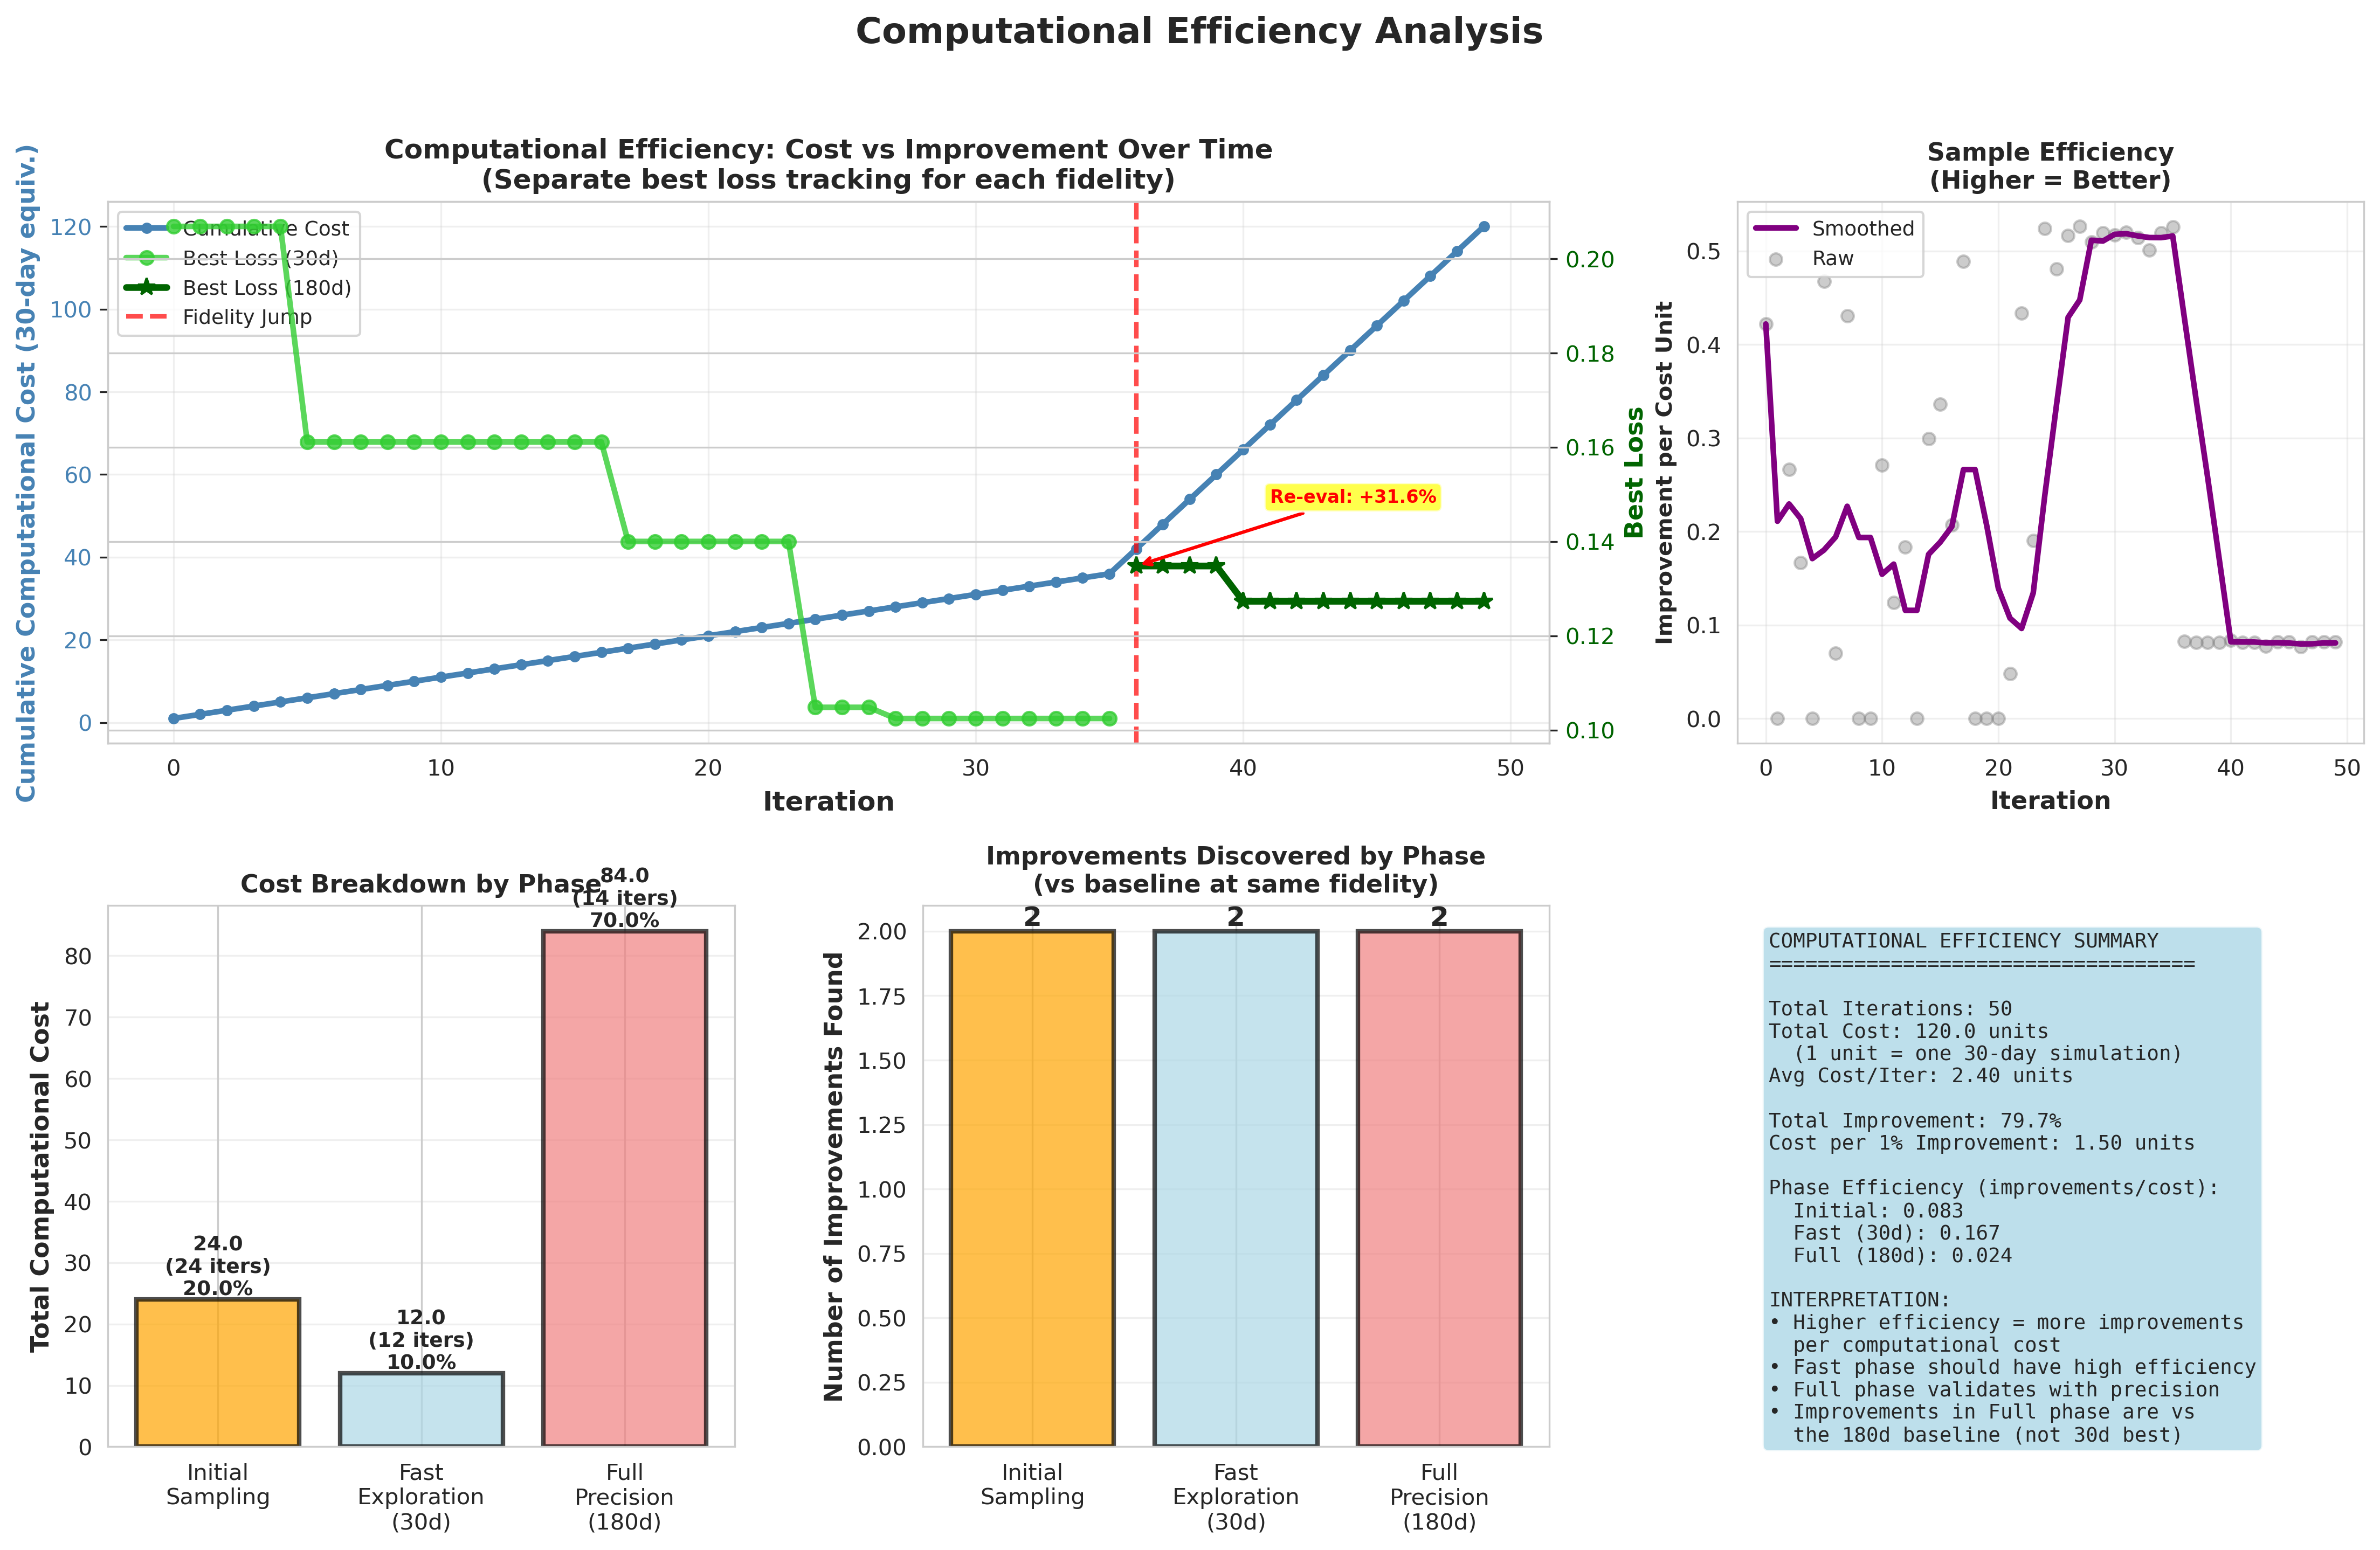 Computational Efficiency Analysis
Computational Efficiency: Cost vs Improvement Over Time
(Separate best loss tracking for each fidelity)
Cumulative Computational Cost (30-day equiv.)
120
100
80
60
40
20
0
Cumulative Cost
Best Loss (30d)
Best Loss (180d)
Fidelity Jump
Re-eval: +31.6%
0.20
0.18
0.16
0.14
0.12
0.10
Best Loss
0 10 20 30 40 50
Iteration
Sample Efficiency
(Higher = Better)
Improvement per Cost Unit
0.5
0.4
0.3
0.2
0.1
0.0
Smoothed
Raw
0 10 20 30 40 50
Iteration
Cost Breakdown by Phase
Total Computational Cost
80
70
60
50
40
30
20
10
0
24.0
(24 iters)
20.0%
12.0
(12 iters)
10.0%
84.0
(14 iters)
70.0%
Initial
Sampling
Fast
Exploration
(30d)
Full
Precision
(180d)
Improvements Discovered by Phase
(vs baseline at same fidelity)
Number of Improvements Found
2.00
1.75
1.50
1.25
1.00
0.75
0.50
0.25
0.00
2 2 2
Initial
Sampling
Fast
Exploration
(30d)
Full
Precision
(180d)
COMPUTATIONAL EFFICIENCY SUMMARY
===================================
Total Iterations: 50
Total Cost: 120.0 units
(1 unit = one 30-day simulation)
Avg Cost/Iter: 2.40 units
Total Improvement: 79.7%
Cost per 1% Improvement: 1.50 units
Phase Efficiency (improvements/cost):
Initial: 0.083
Fast (30d): 0.167
Full (180d): 0.024
INTERPRETATION:
• Higher efficiency = more improvements
per computational cost
• Fast phase should have high efficiency
• Full phase validates with precision
• Improvements in Full phase are vs
the 180d baseline (not 30d best)